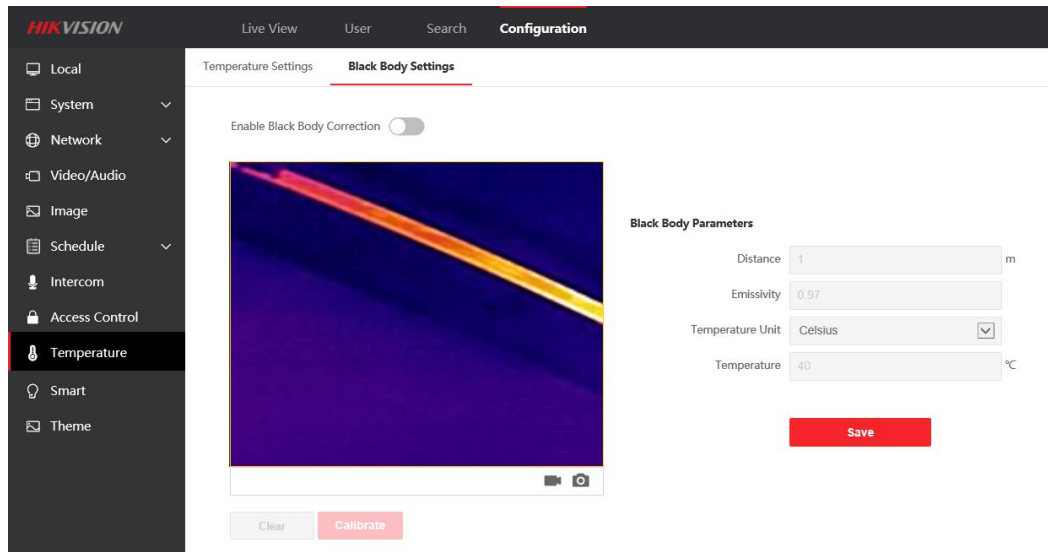 HIKVISION
Live View User Search Configuration
Local
System
Network
Video/Audio
Image
Schedule
Intercom
Access Control
Temperature
Smart
Theme
Temperature Settings Black Body Settings
Enable Black Body Correction
Black Body Parameters
Distance 1 m
Emissivity 0.97
Temperature Unit Celsius
Temperature 40 ℃
Save
Clear Calibrate